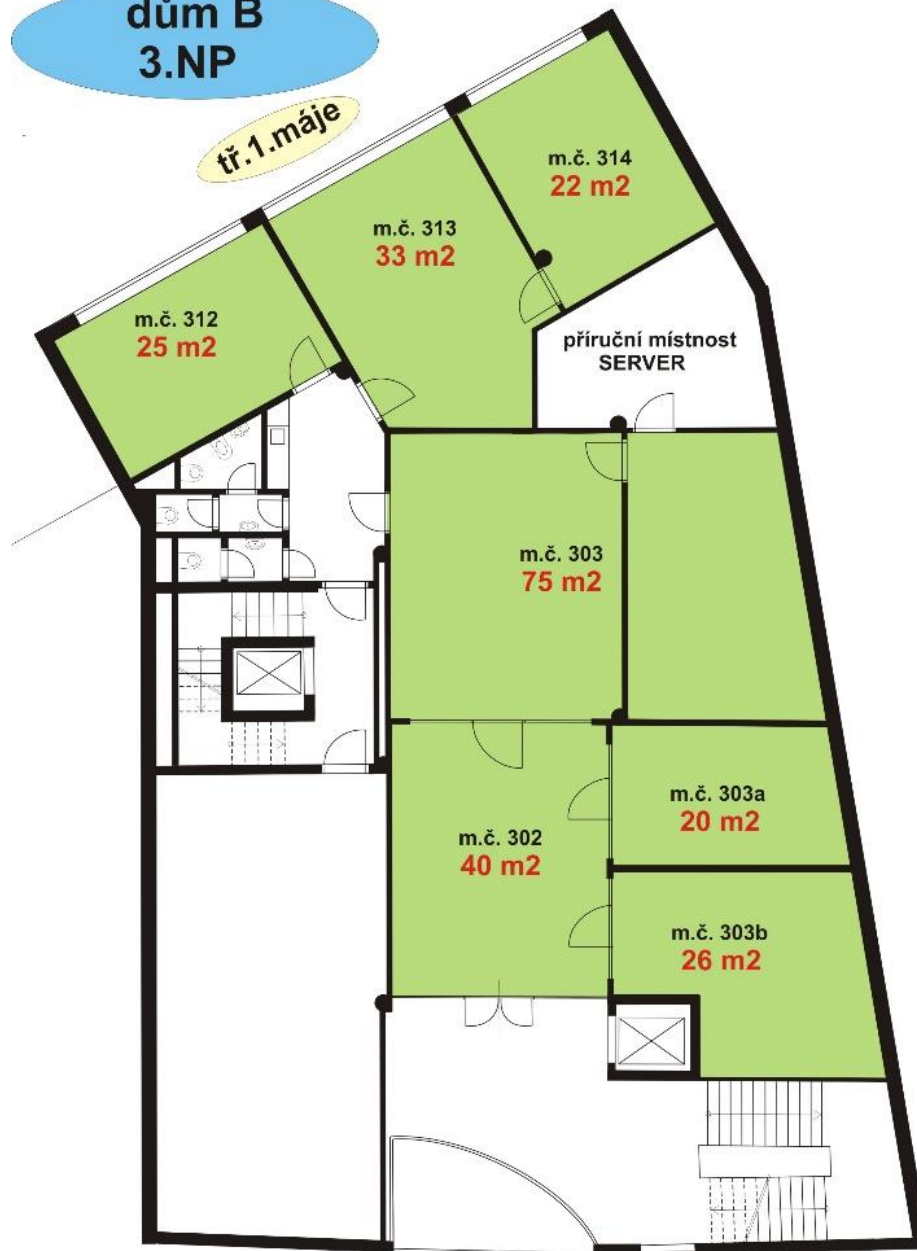 dům B
3.NP
tř.1.máje
m.č. 314
22 m2
m.č. 313
33 m2
m.č. 312
25 m2
příruční místnost
SERVER
m.č. 303
75 m2
m.č. 303a
20 m2
m.č. 302
40 m2
m.č. 303b
26 m2